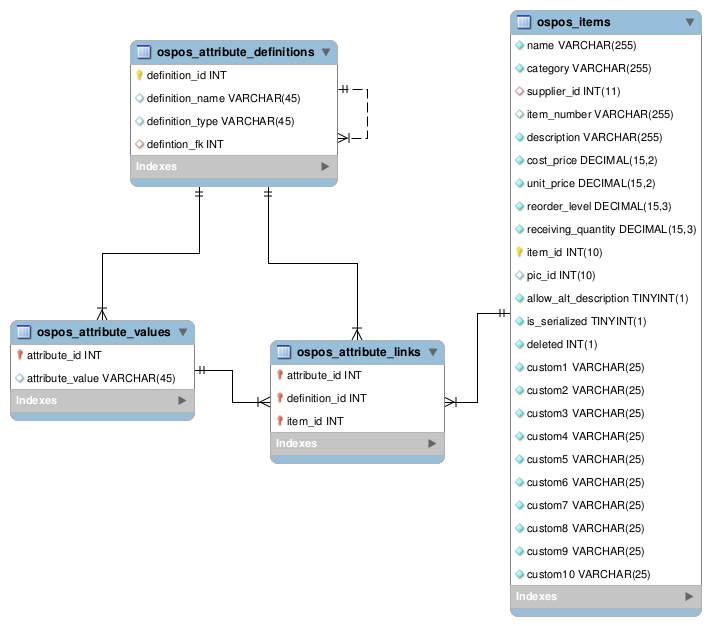 ospos_attribute_definitions
definition_id INT
definition_name VARCHAR(45)
definition_type VARCHAR(45)
defintion_fk INT
Indexes
ospos_attribute_values
attribute_id INT
attribute_value VARCHAR(45)
Indexes
ospos_attribute_links
attribute_id INT
definition_id INT
item_id INT
Indexes
ospos_items
name VARCHAR(255)
category VARCHAR(255)
supplier_id INT(11)
item_number VARCHAR(255)
description VARCHAR(255)
cost_price DECIMAL(15,2)
unit_price DECIMAL(15,2)
reorder_level DECIMAL(15,3)
receiving_quantity DECIMAL(15,3)
item_id INT(10)
pic_id INT(10)
allow_alt_description TINYINT(1)
is_serialized TINYINT(1)
deleted INT(1)
custom1 VARCHAR(25)
custom2 VARCHAR(25)
custom3 VARCHAR(25)
custom4 VARCHAR(25)
custom5 VARCHAR(25)
custom6 VARCHAR(25)
custom7 VARCHAR(25)
custom8 VARCHAR(25)
custom9 VARCHAR(25)
custom10 VARCHAR(25)
Indexes